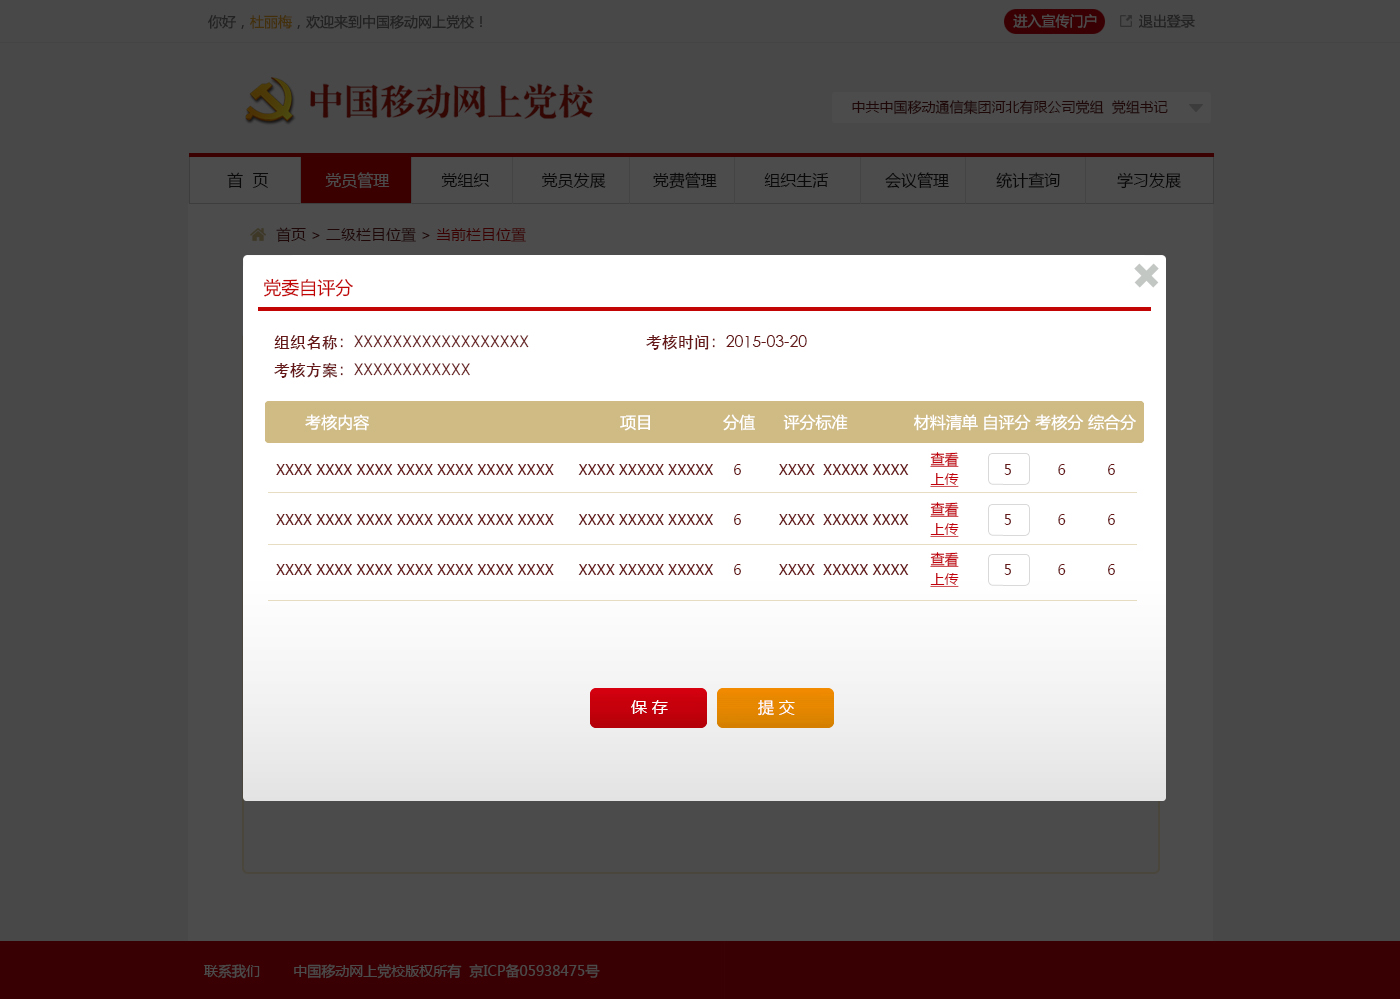 你好，杜丽梅，欢迎来到中国移动网上党校！ 进入宣传门户 退出登录
中国移动网上党校
中共中国移动通信集团河北有限公司党组 党组书记
首 页 党员管理 党组织 党员发展 党费管理 组织生活 会议管理 统计查询 学习发展
首页 > 二级栏目位置 > 当前栏目位置
党委自评分
组织名称：XXXXXXXXXXXXXXXXXX 考核时间：2015-03-20
考核方案：XXXXXXXXXXXX
考核内容 项目 分值 评分标准 材料清单 自评分 考核分 综合分
XXXX XXXX XXXX XXXX XXXX XXXX XXXX XXXX XXXXX XXXXX 6 XXXX XXXXX XXXX 查看 5 6 6
上传
XXXX XXXX XXXX XXXX XXXX XXXX XXXX XXXX XXXXX XXXXX 6 XXXX XXXXX XXXX 查看 5 6 6
上传
XXXX XXXX XXXX XXXX XXXX XXXX XXXX XXXX XXXXX XXXXX 6 XXXX XXXXX XXXX 查看 5 6 6
上传
保 存 提 交
联系我们 中国移动网上党校版权所有 京ICP备05938475号